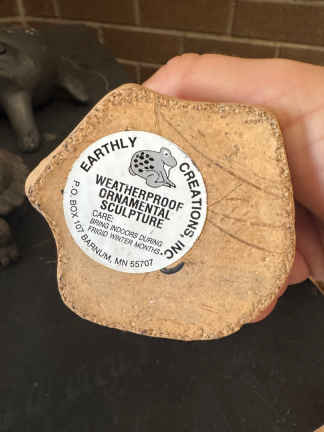 EARTHLY CREATIONS INC.
WEATHERPROOF
ORNAMENTAL
SCULPTURE
CARE:
BRING INDOORS DURING
FRIGID WINTER MONTHS.
P.O. BOX 107 BARNUM, MN 55707